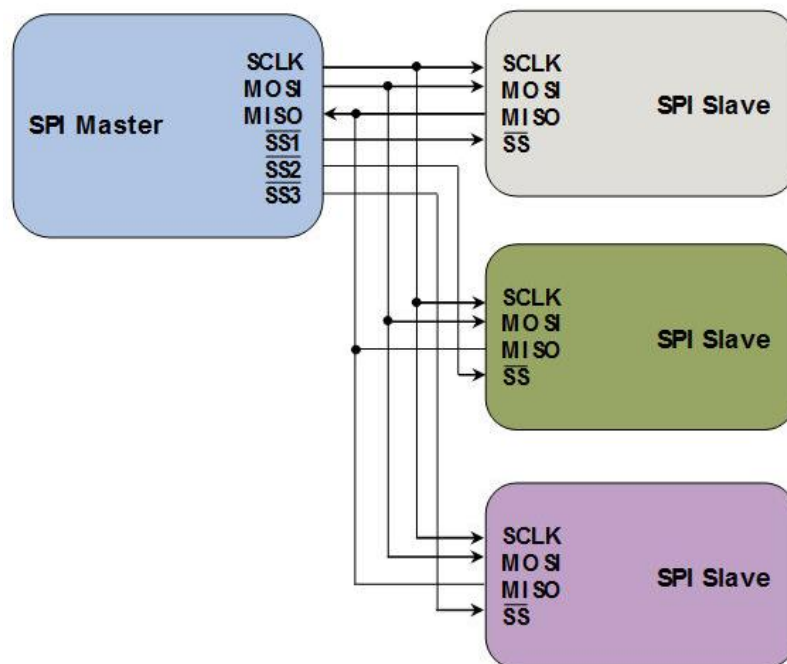 SPI Master
SCLK
MOSI
MISO
SS1
SS2
SS3
SCLK
MOSI
MISO
SS
SPI Slave
SCLK
MOSI
MISO
SS
SPI Slave
SCLK
MOSI
MISO
SS
SPI Slave